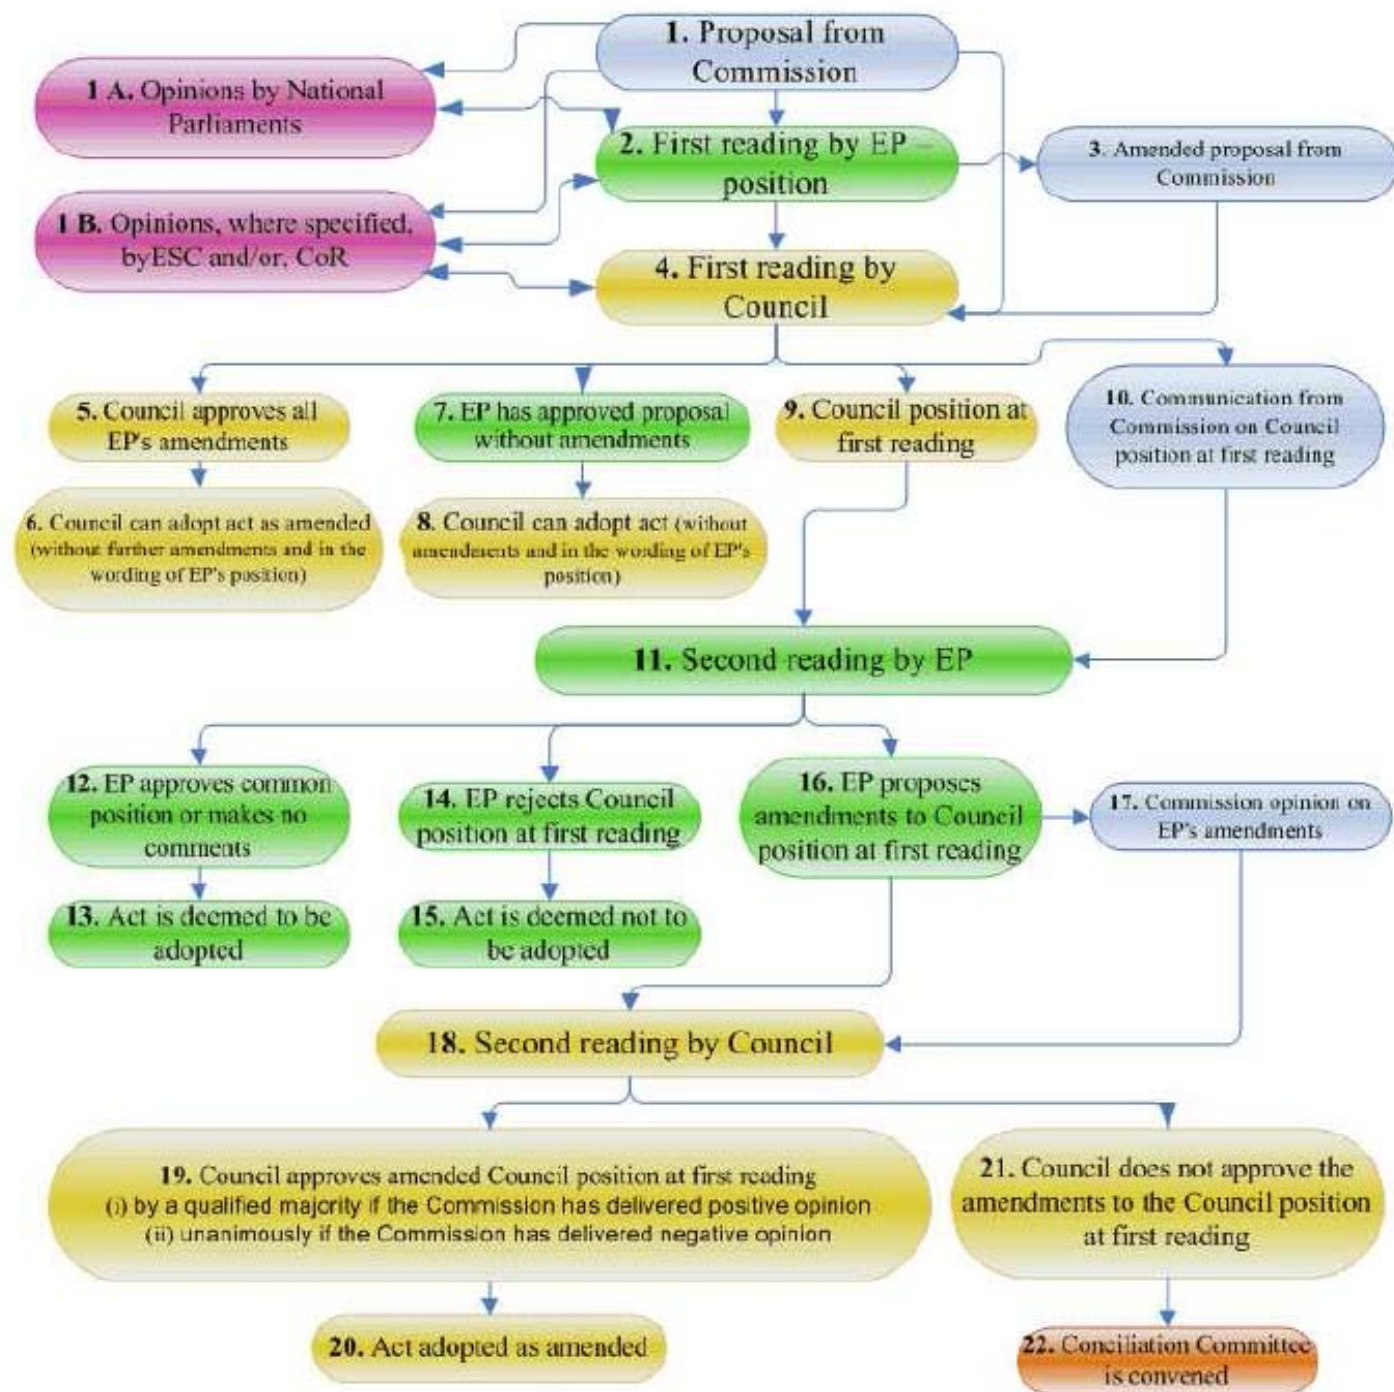 1. Proposal from
Commission
1 A. Opinions by National
Parliaments
2. First reading by EP –
position
3. Amended proposal from
Commission
1 B. Opinions, where specified,
byESC and/or, CoR
4. First reading by
Council
5. Council approves all
EP's amendments
7. EP has approved proposal
without amendments
9. Council position at
first reading
10. Communication from
Commission on Council
position at first reading
6. Council can adopt act as amended
(without further amendments and in the
wording of EP's position)
8. Council can adopt act (without
amendments and in the wording of EP's
position)
11. Second reading by EP
12. EP approves common
position or makes no
comments
14. EP rejects Council
position at first reading
16. EP proposes
amendments to Council
position at first reading
17. Commission opinion on
EP's amendments
13. Act is deemed to be
adopted
15. Act is deemed not to
be adopted
18. Second reading by Council
19. Council approves amended Council position at first reading
(i) by a qualified majority if the Commission has delivered positive opinion
(ii) unanimously if the Commission has delivered negative opinion
21. Council does not approve the
amendments to the Council position
at first reading
20. Act adopted as amended
22. Conciliation Committee
is convened